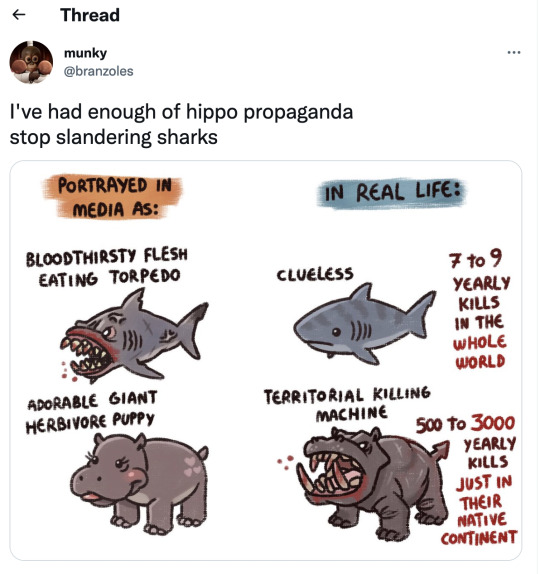 Thread
munky
@branzoles
I've had enough of hippo propaganda
stop slandering sharks
PORTRAYED IN
MEDIA AS:
IN REAL LIFE:
BLOODTHIRSTY FLESH
EATING TORPEDO
CLUELESS
7 to 9
YEARLY
KILLS
IN THE
WHOLE
WORLD
ADORABLE GIANT
HERBIVORE PUPPY
TERRITORIAL KILLING
MACHINE
500 to 3000
YEARLY
KILLS
JUST IN
THEIR
NATIVE
CONTINENT